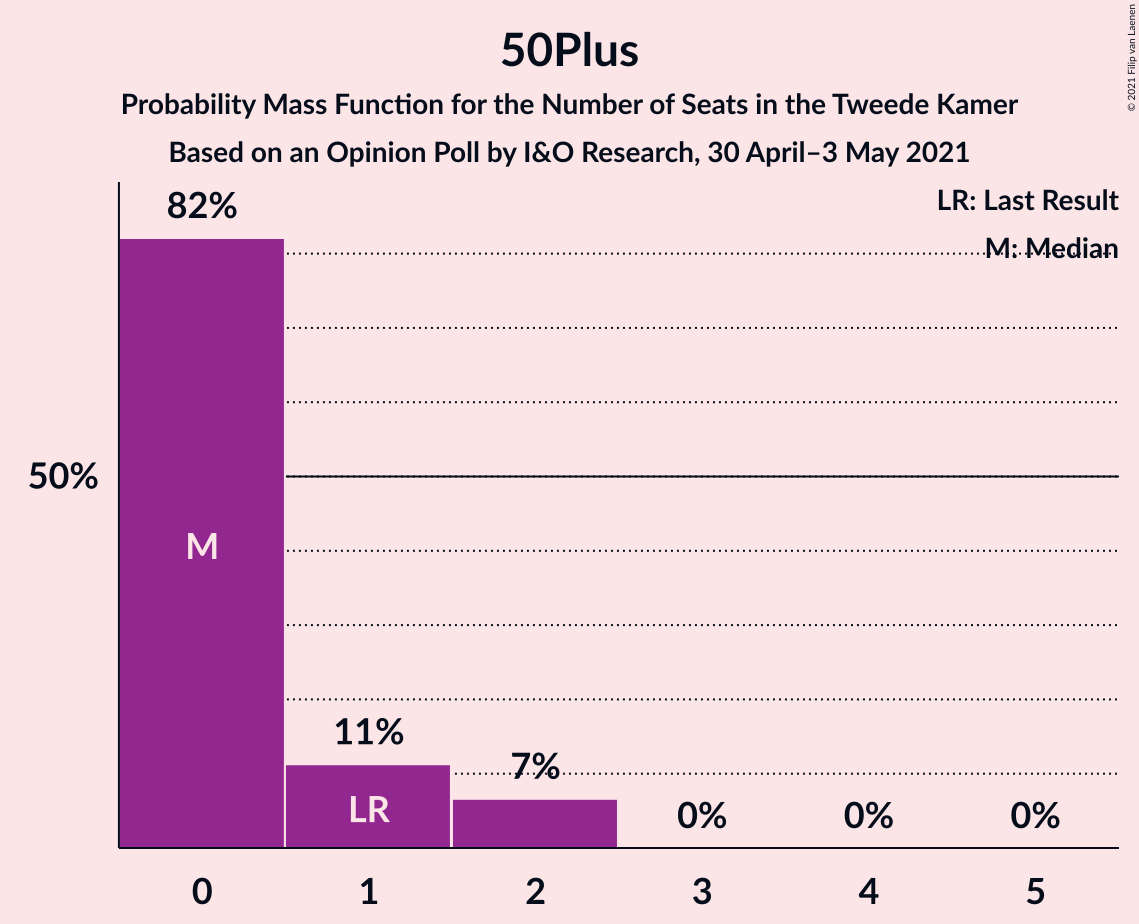 50Plus
Probability Mass Function for the Number of Seats in the Tweede Kamer
Based on an Opinion Poll by I&O Research, 30 April–3 May 2021
© 2021 Filip van Laenen
LR: Last Result
M: Median
82%
50%
M
11%
LR
7%
0%
0%
0%
0
1
2
3
4
5